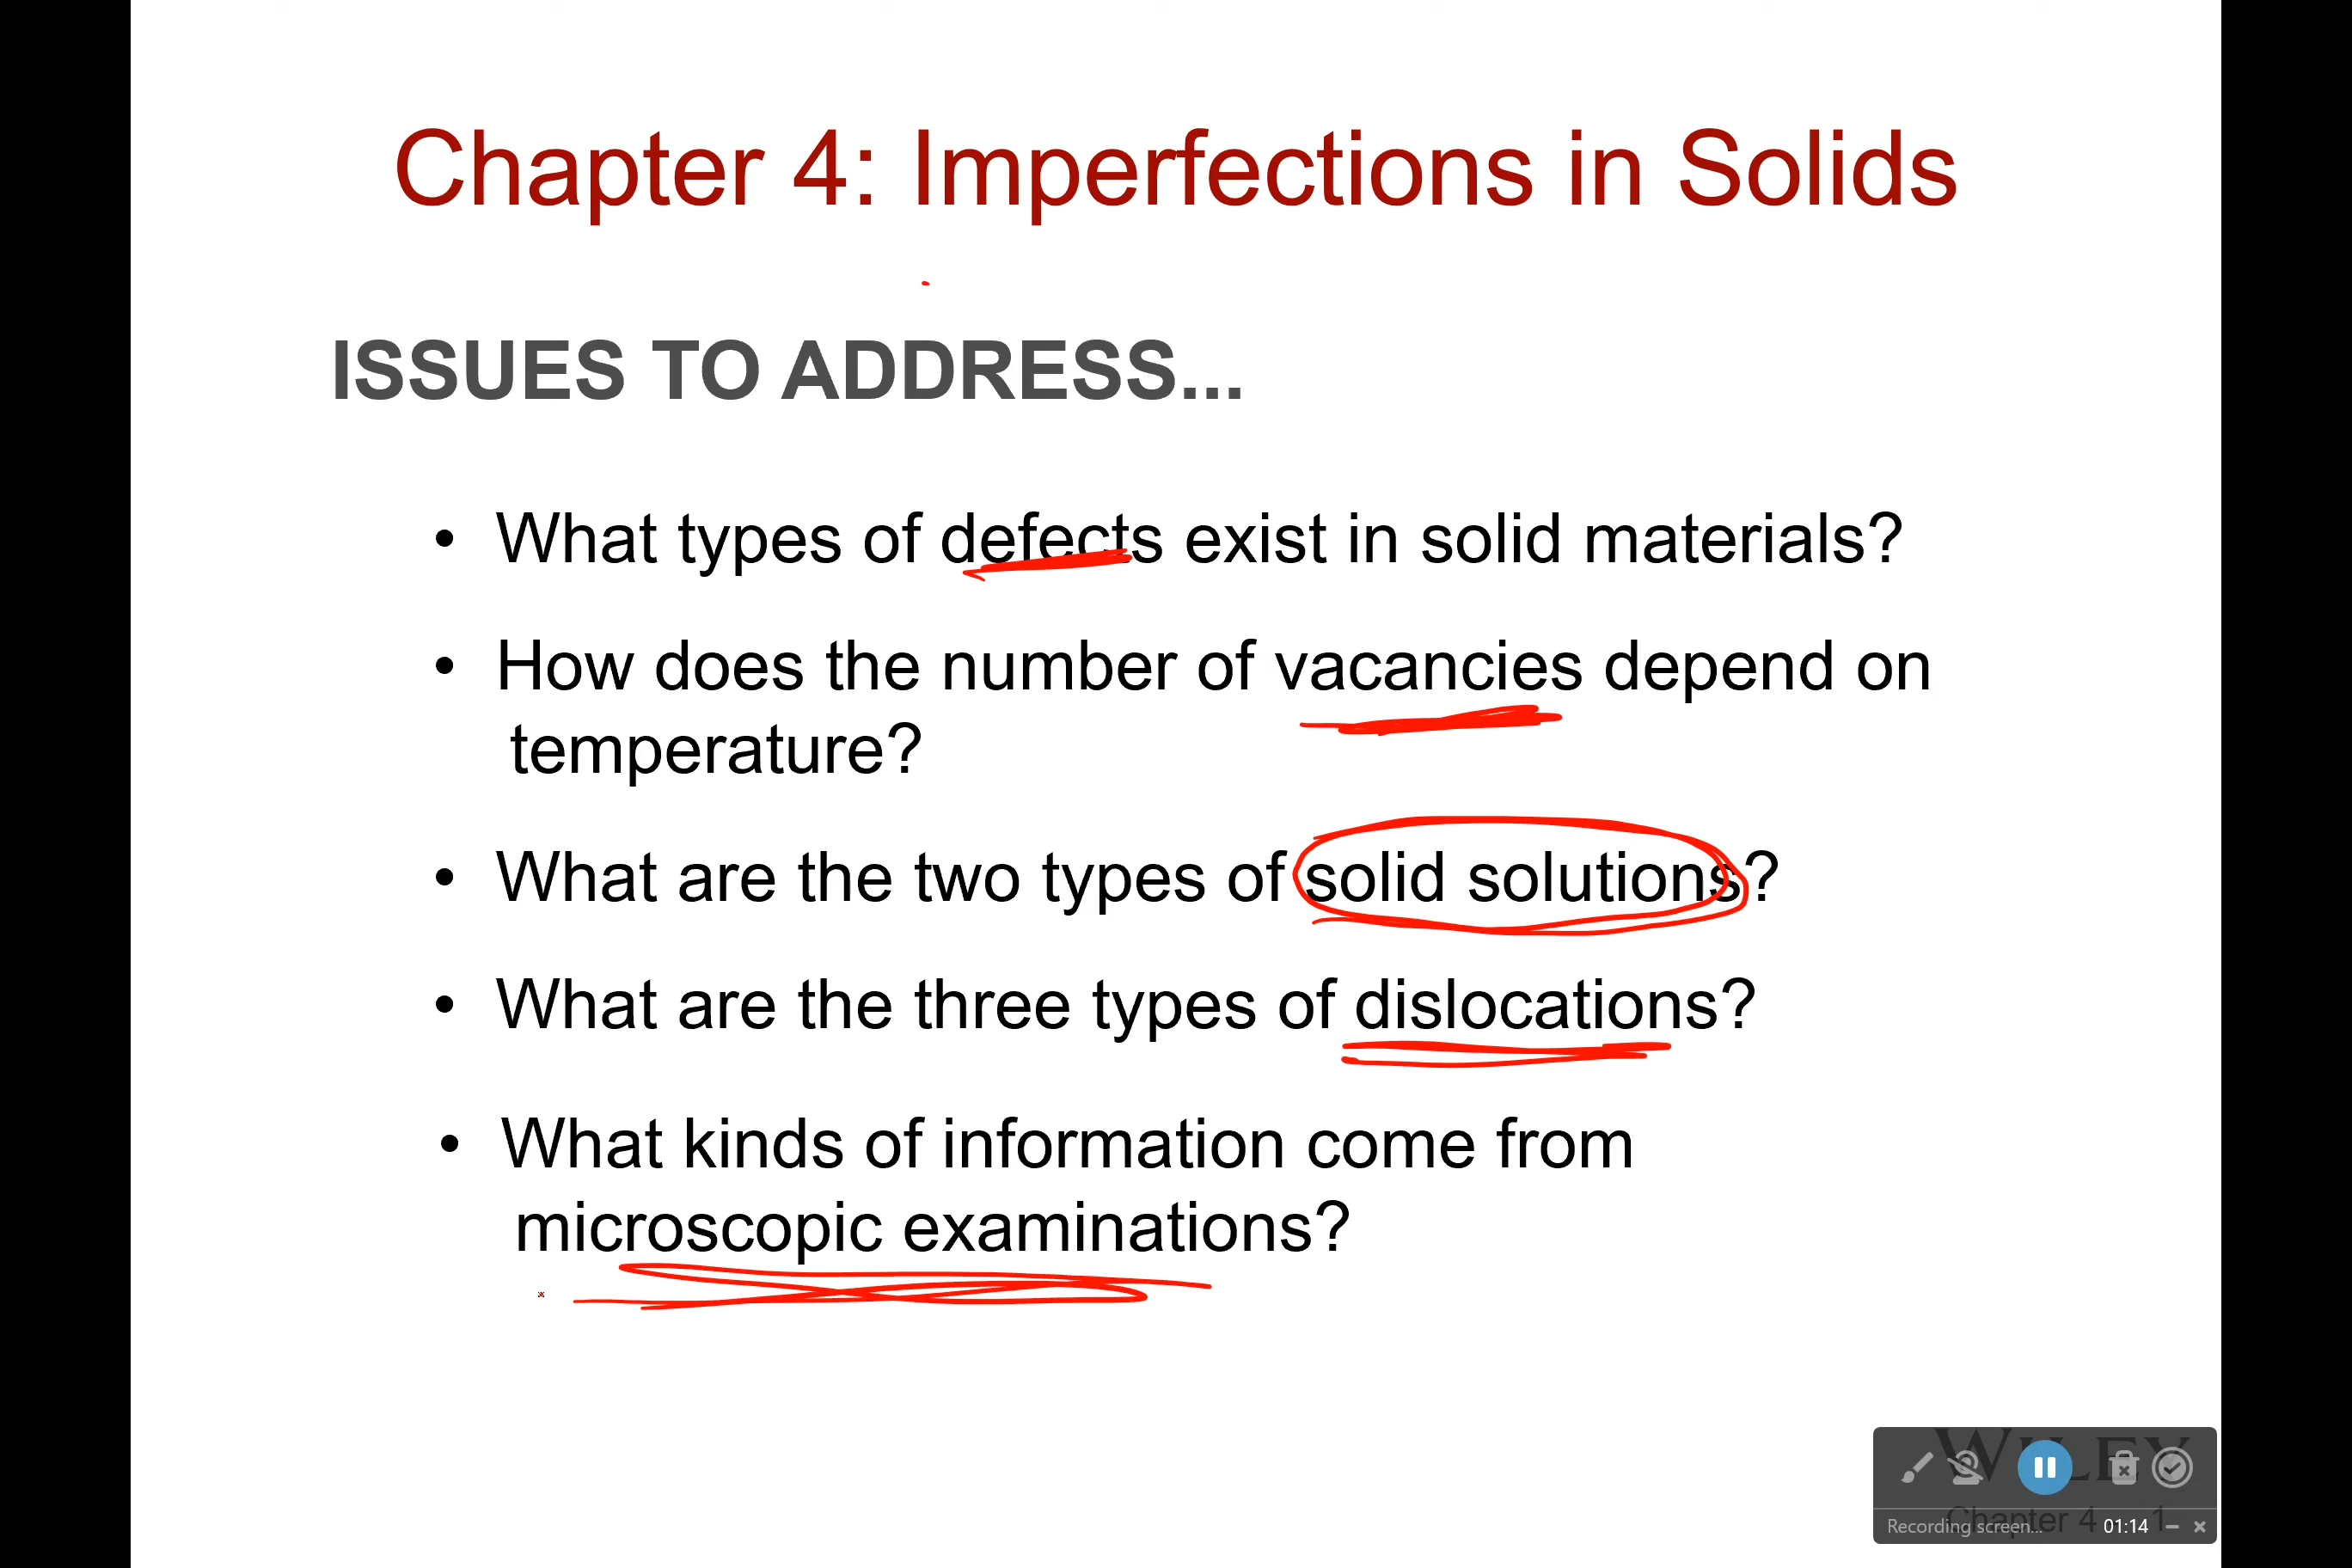 Chapter 4: Imperfections in Solids
ISSUES TO ADDRESS...
• What types of defects exist in solid materials?
• How does the number of vacancies depend on
temperature?
• What are the two types of solid solutions?
• What are the three types of dislocations?
• What kinds of information come from
microscopic examinations?
WILEY
Chapter 4 1
Recording screen... 01:14